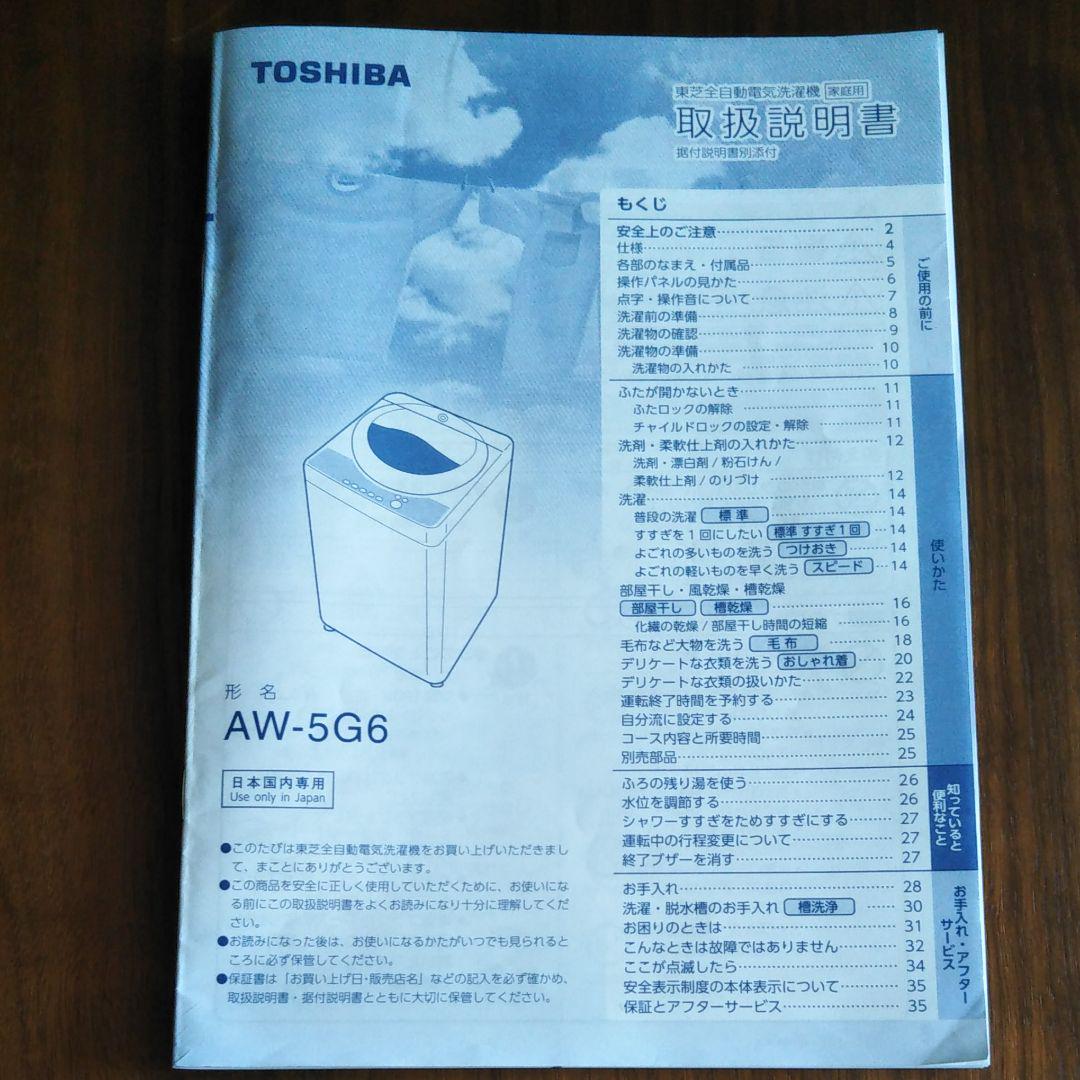 TOSHIBA
東芝全自動電気洗濯機 家庭用
取扱説明書
据付説明書別添付
もくじ
安全上のご注意 2
仕様 4
各部のなまえ・付属品 5
操作パネルの見かた 6
点字・操作音について 7
洗濯前の準備 8
洗濯物の確認 9
洗濯物の準備 10
洗濯物の入れかた 10
ご使用の前に
ふたが開かないとき 11
ふたロックの解除 11
チャイルドロックの設定・解除 11
洗剤・柔軟仕上剤の入れかた 12
洗剤・漂白剤/粉石けん/
柔軟仕上剤/のりづけ 12
洗濯 14
普段の洗濯 標準 14
すすぎを1回にしたい 標準すすぎ1回 14
よごれの多いものを洗う つけおき 14
よごれの軽いものを早く洗う スピード 14
部屋干し・風乾燥・槽乾燥
部屋干し 槽乾燥 16
化繊の乾燥/部屋干し時間の短縮 16
毛布など大物を洗う 毛布 18
デリケートな衣類を洗う おしゃれ着 20
デリケートな衣類の扱いかた 22
運転終了時間を予約する 23
自分流に設定する 24
コース内容と所要時間 25
別売部品 25
使いかた
ふろの残り湯を使う 26
水位を調節する 26
シャワーすすぎをためすすぎにする 27
運転中の行程変更について 27
終了ブザーを消す 27
知っていると
便利なこと
お手入れ 28
洗濯・脱水槽のお手入れ 槽洗浄 30
お困りのときは 31
こんなときは故障ではありません 32
ここが点滅したら 34
安全表示制度の本体表示について 35
保証とアフターサービス 35
お手入れ・アフター
サービス
形名
AW-5G6
日本国内専用
Use only in Japan
●このたびは東芝全自動電気洗濯機をお買い上げいただきまし
て、まことにありがとうございます。
●この商品を安全に正しく使用していただくために、お使いにな
る前にこの取扱説明書をよくお読みになり十分に理解してくだ
さい。
●お読みになった後は、お使いになるかたがいつでも見られると
ころに必ず保管してください。
●保証書は「お買い上げ日・販売店名」などの記入を必ず確かめ、
取扱説明書・据付説明書とともに大切に保管してください。